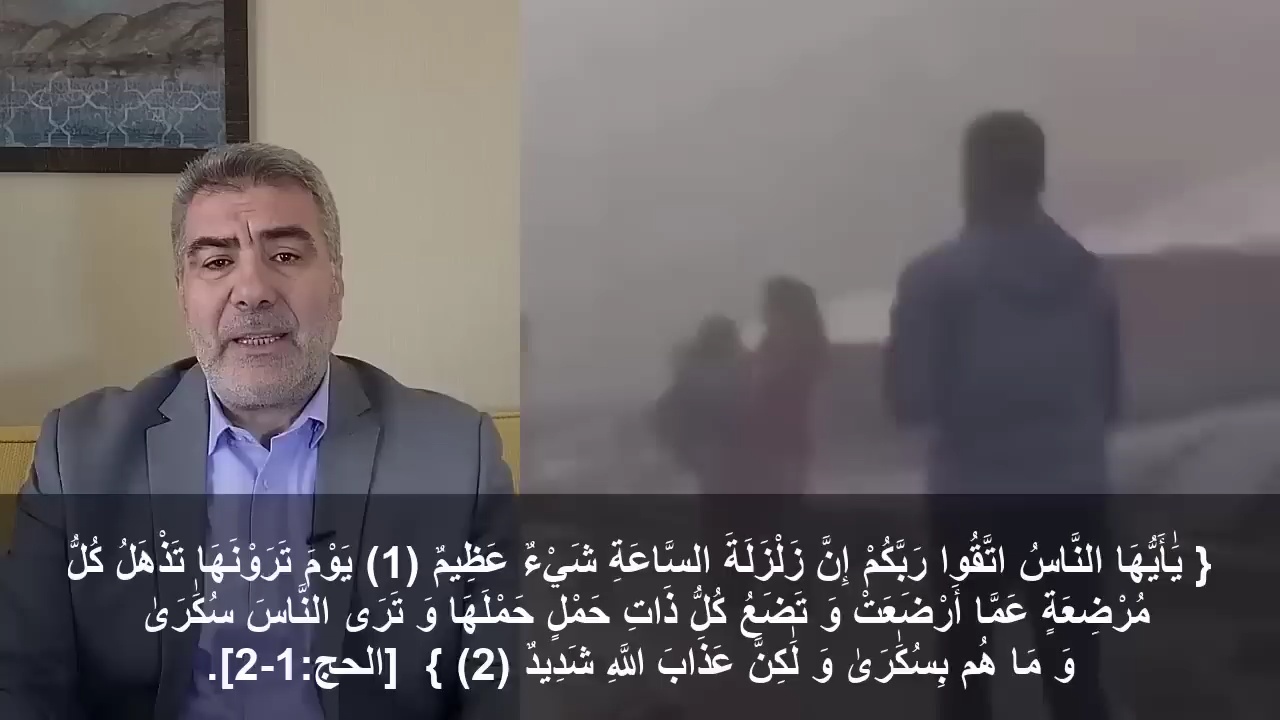 { يَٰأَيُّهَا النَّاسُ اتَّقُوا رَبَّكُمْ إِنَّ زَلْزَلَةَ السَّاعَةِ شَيْءٌ عَظِيمٌ (1) يَوْمَ تَرَوْنَهَا تَذْهَلُ كُلُّ
مُرْضِعَةٍ عَمَّا أَرْضَعَتْ وَ تَضَعُ كُلُّ ذَاتِ حَمْلٍ حَمْلَهَا وَ تَرَى النَّاسَ سُكَٰرَىٰ
وَ مَا هُم بِسُكَٰرَىٰ وَ لَٰكِنَّ عَذَابَ اللَّهِ شَدِيدٌ (2) } [الحج:1-2].